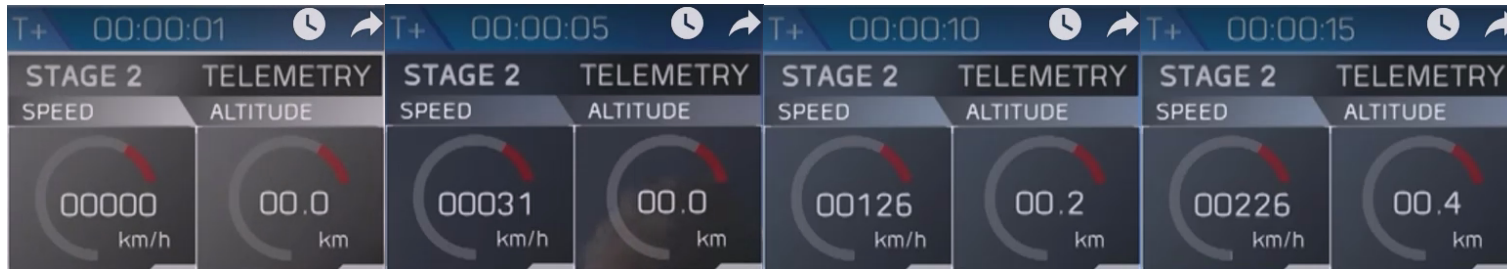 T+ 00:00:01
STAGE 2 TELEMETRY
SPEED ALTITUDE
00000 00.0
km/h km
T+ 00:00:05
STAGE 2 TELEMETRY
SPEED ALTITUDE
00031 00.0
km/h km
T+ 00:00:10
STAGE 2 TELEMETRY
SPEED ALTITUDE
00126 00.2
km/h km
T+ 00:00:15
STAGE 2 TELEMETRY
SPEED ALTITUDE
00226 00.4
km/h km